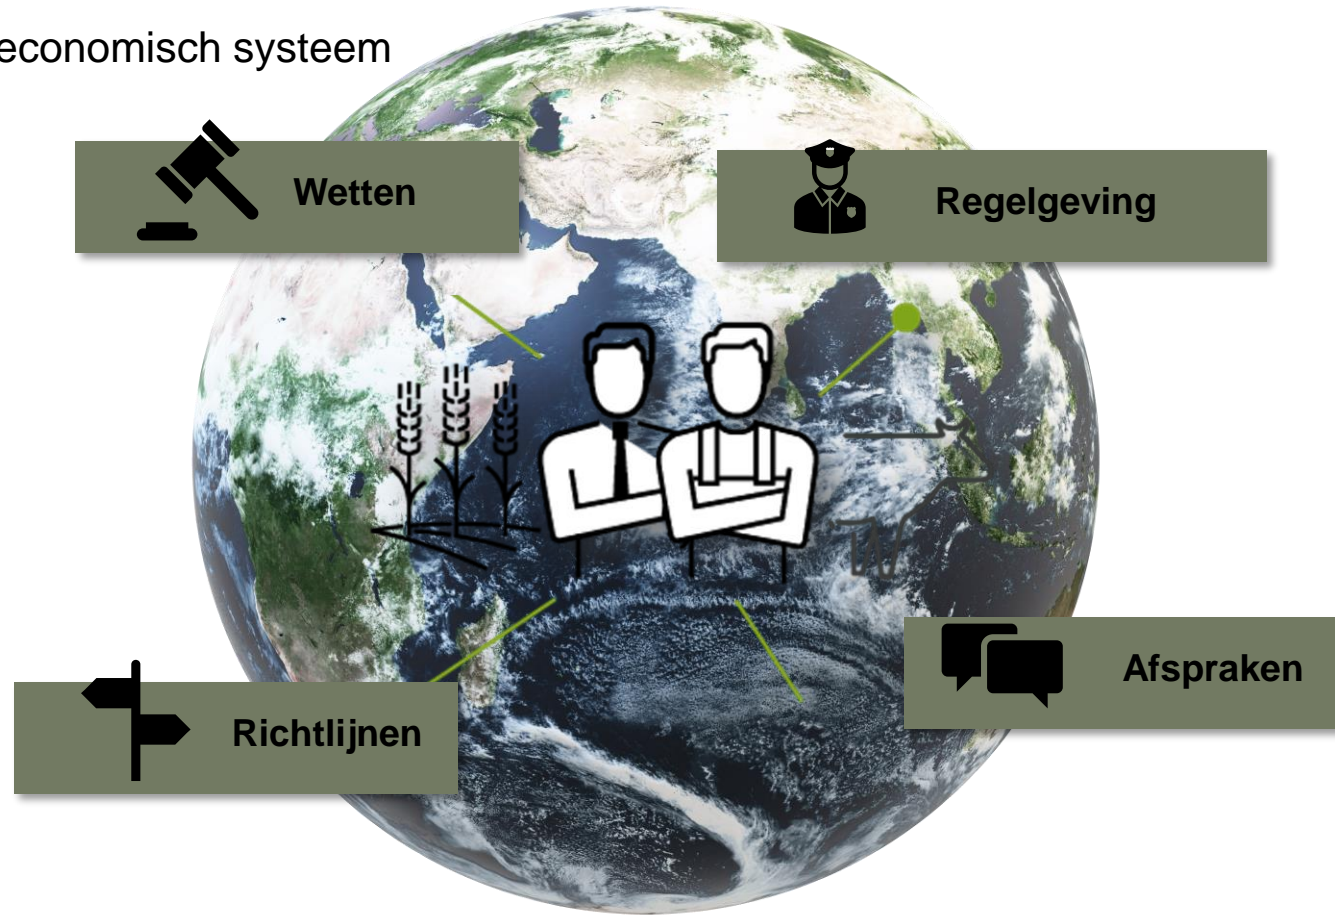 economisch systeem
Wetten
Regelgeving
Afspraken
Richtlijnen